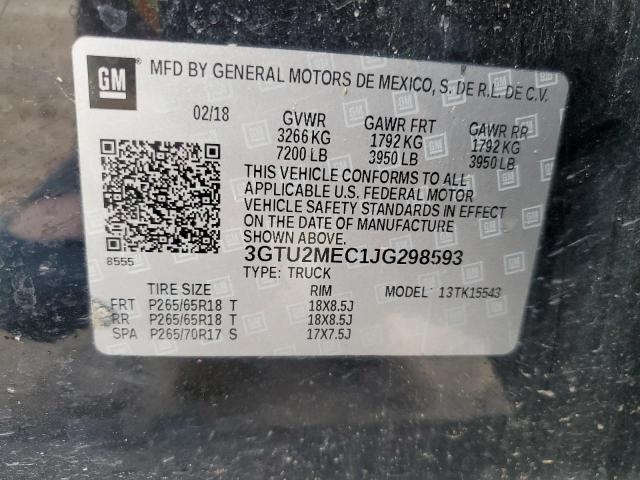 GM
MFD BY GENERAL MOTORS DE MEXICO, S. DE R.L. DE C.V.
02/18 GVWR GAWR FRT GAWR RR
3266 KG 1792 KG 1792 KG
7200 LB 3950 LB 3950 LB
THIS VEHICLE CONFORMS TO ALL
APPLICABLE U.S. FEDERAL MOTOR
VEHICLE SAFETY STANDARDS IN EFFECT
ON THE DATE OF MANUFACTURE
SHOWN ABOVE.
8555 3GTU2MEC1JG298593
TYPE: TRUCK
TIRE SIZE RIM MODEL: 13TK15543
FRT P265/65R18 T 18X8.5J
RR P265/65R18 T 18X8.5J
SPA P265/70R17 S 17X7.5J